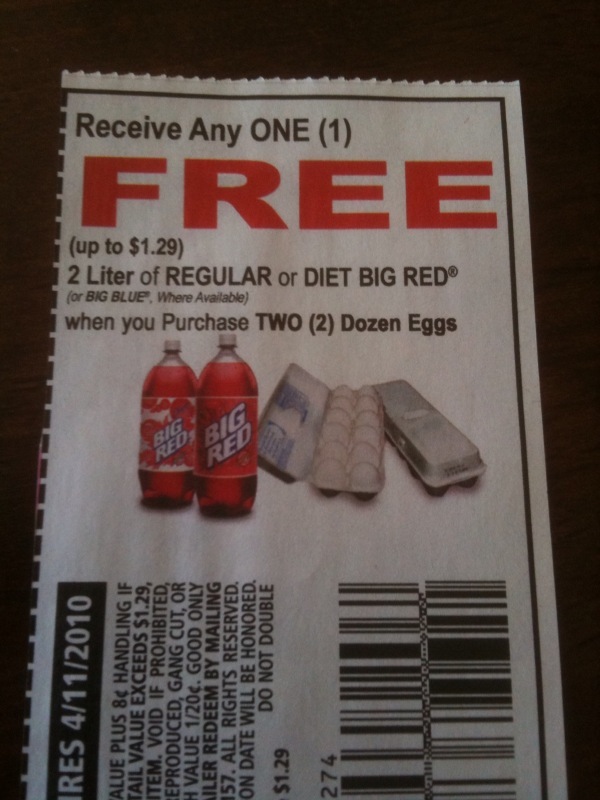 Receive Any ONE (1)
FREE
(up to $1.29)
2 Liter of REGULAR or DIET BIG RED®
(or BIG BLUE®, Where Available)
when you Purchase TWO (2) Dozen Eggs
BIG
RED
BIG
RED
IRES 4/11/2010
ALUE PLUS 8¢ HANDLING IF
TAIL VALUE EXCEEDS $1.29,
ITEM. VOID IF PROHIBITED,
EPRODUCED, GANG CUT, OR
H VALUE 1/20¢. GOOD ONLY
AILER REDEEM BY MAILING
157. ALL RIGHTS RESERVED.
ON DATE WILL BE HONORED.
DO NOT DOUBLE
$1.29
274